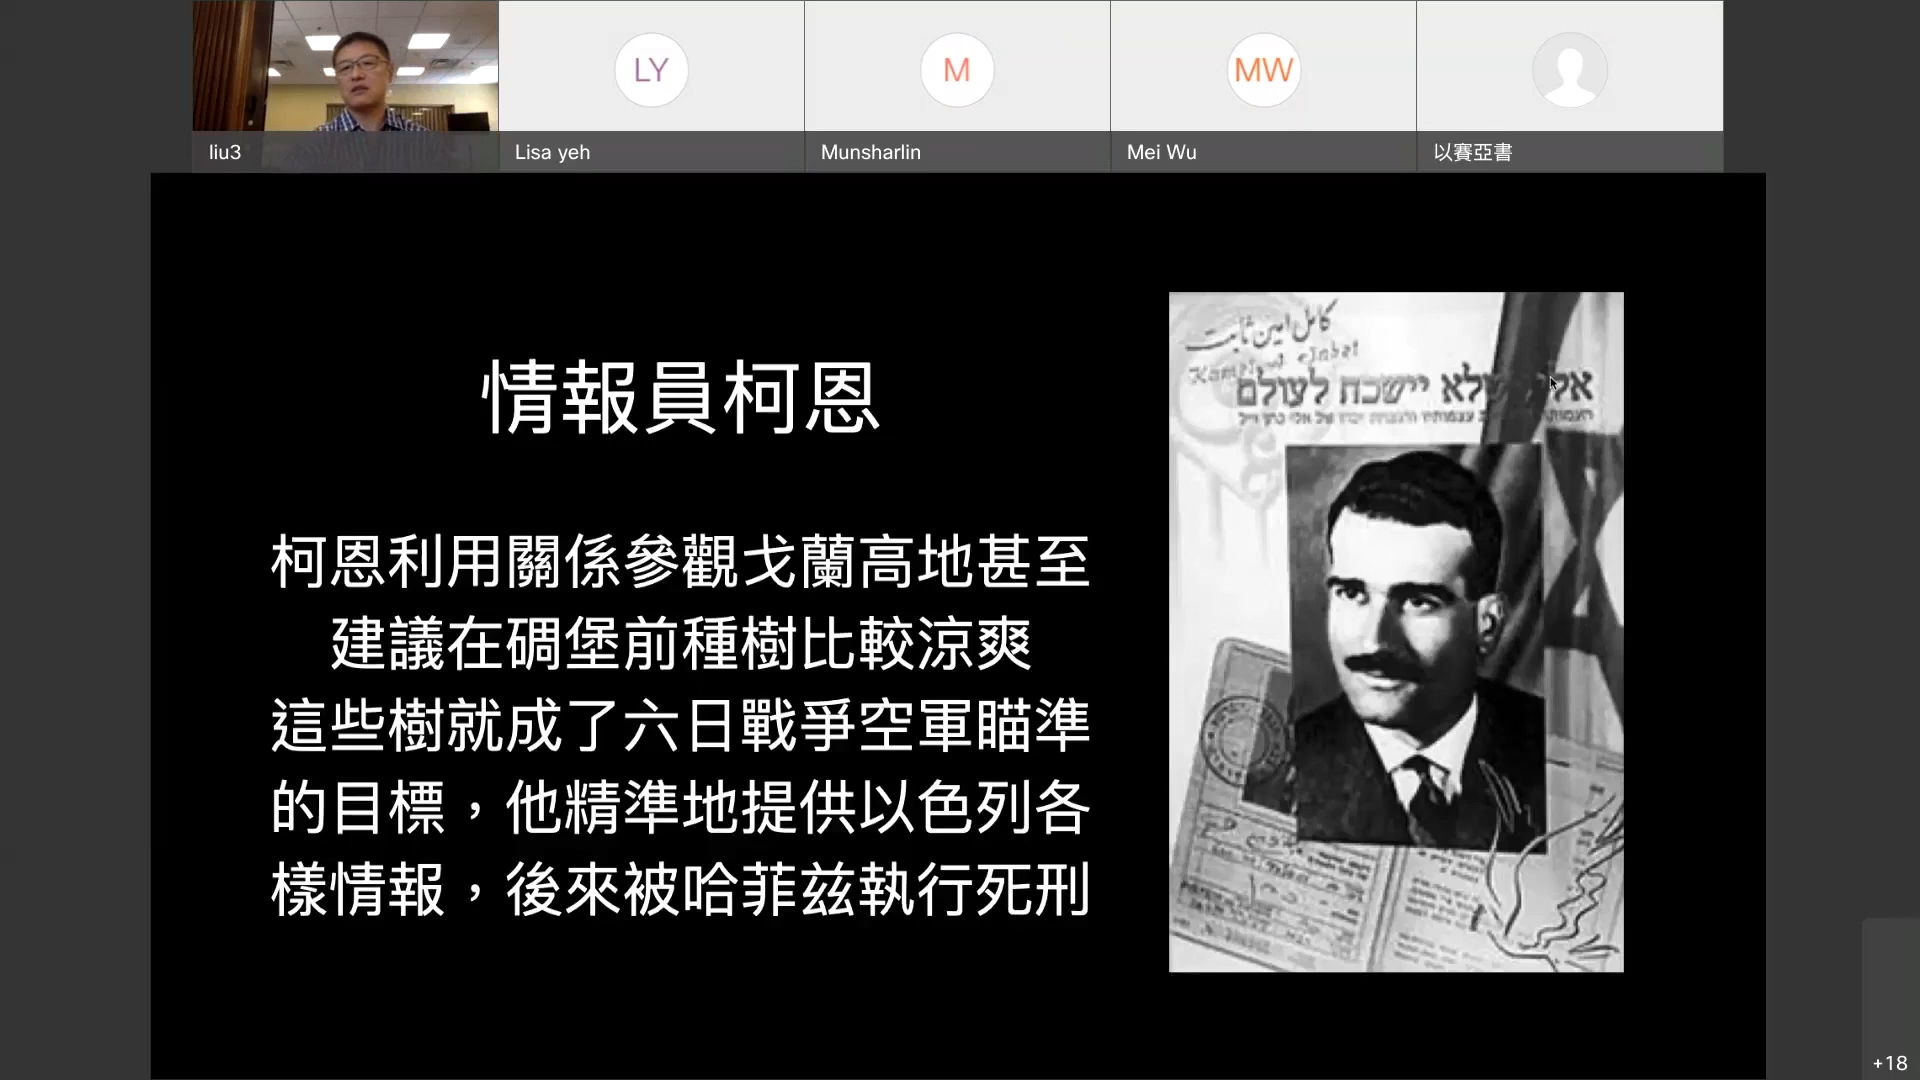 LY
M
MW
liu3
Lisa yeh
Munsharlin
Mei Wu
以賽亞書
情報員柯恩
柯恩利用關係參觀戈蘭高地甚至
建議在碉堡前種樹比較涼爽
這些樹就成了六日戰爭空軍瞄準
的目標，他精準地提供以色列各
樣情報，後來被哈菲茲執行死刑
كامل امين ثابت
שלא יישכח לעולם
+18